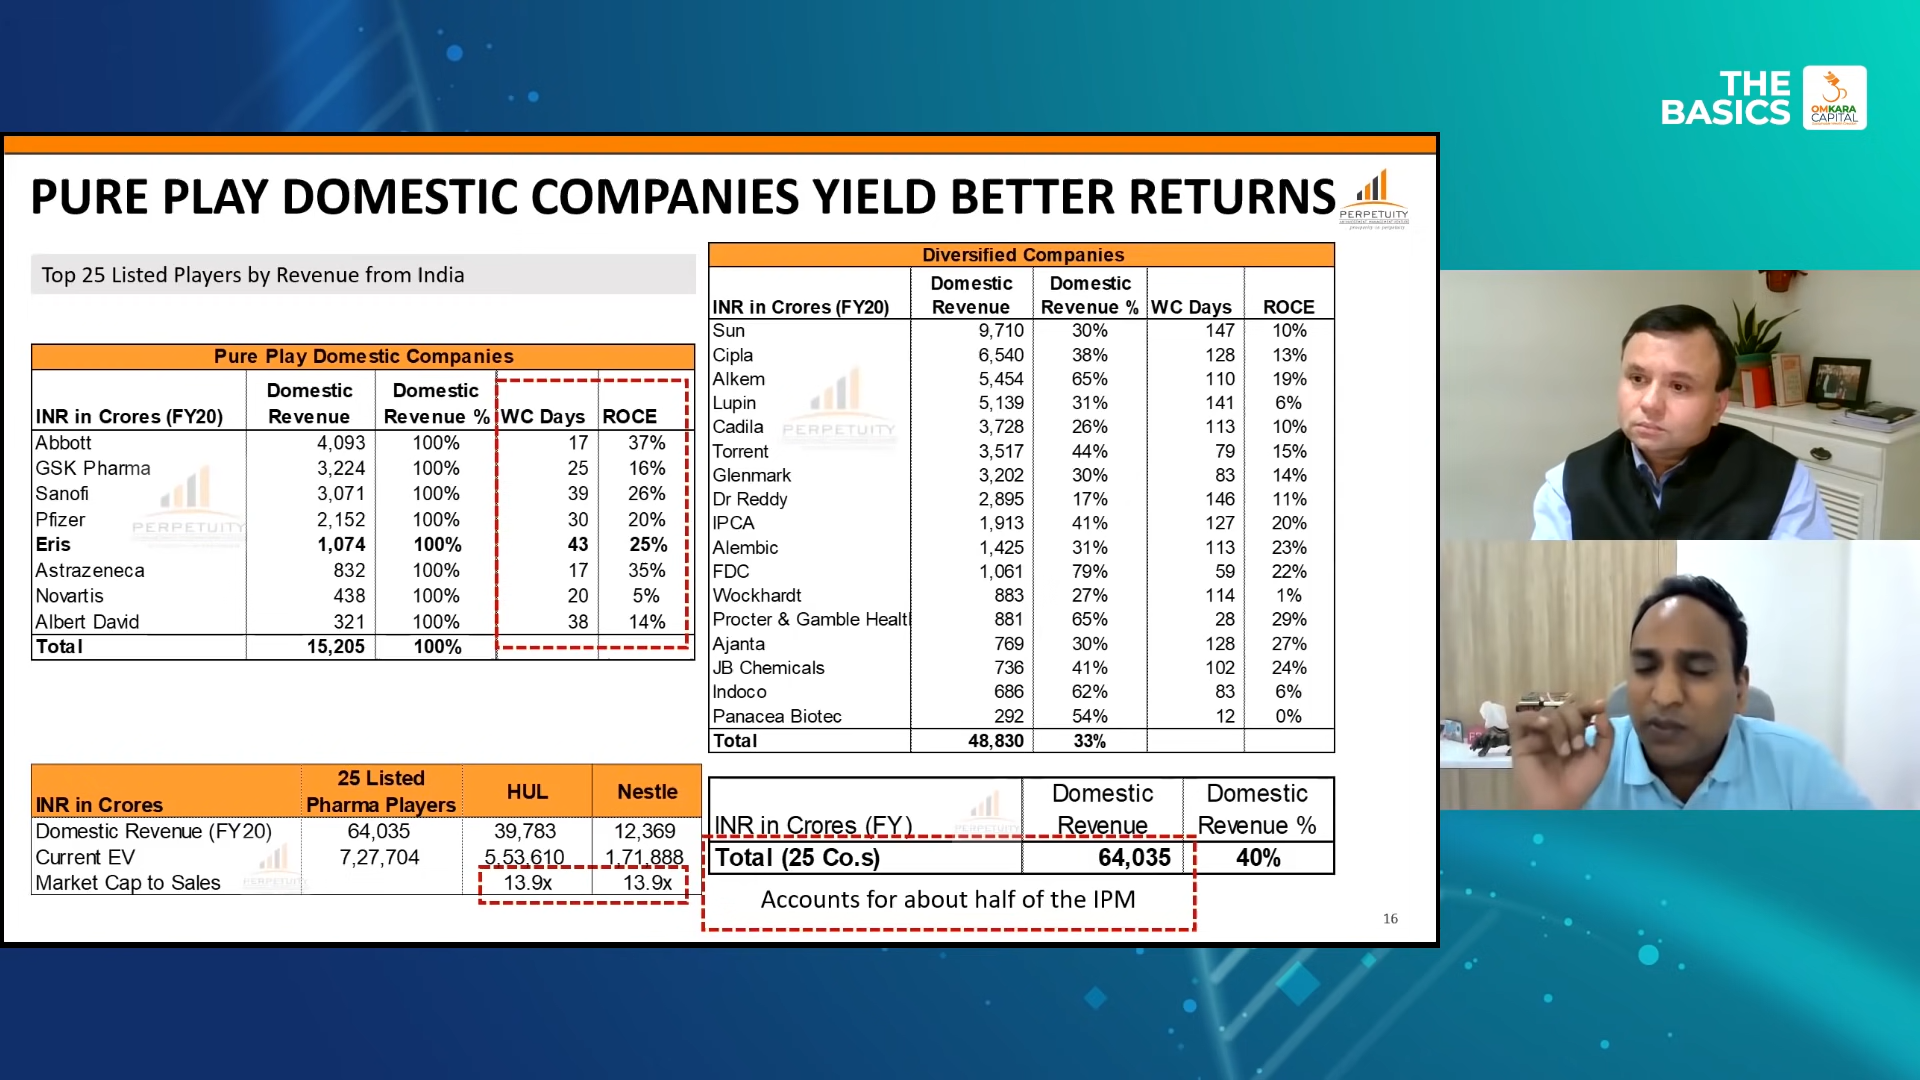 THE
BASICS
OMKARA
CAPITAL
PURE PLAY DOMESTIC COMPANIES YIELD BETTER RETURNS
PERPETUITY
Top 25 Listed Players by Revenue from India
Pure Play Domestic Companies
INR in Crores (FY20) Domestic Revenue Domestic Revenue % WC Days ROCE
Abbott 4,093 100% 17 37%
GSK Pharma 3,224 100% 25 16%
Sanofi 3,071 100% 39 26%
Pfizer 2,152 100% 30 20%
Eris 1,074 100% 43 25%
Astrazeneca 832 100% 17 35%
Novartis 438 100% 20 5%
Albert David 321 100% 38 14%
Total 15,205 100%
PERPETUITY
Diversified Companies
INR in Crores (FY20) Domestic Revenue Domestic Revenue % WC Days ROCE
Sun 9,710 30% 147 10%
Cipla 6,540 38% 128 13%
Alkem 5,454 65% 110 19%
Lupin 5,139 31% 141 6%
Cadila 3,728 26% 113 10%
Torrent 3,517 44% 79 15%
Glenmark 3,202 30% 83 14%
Dr Reddy 2,895 17% 146 11%
IPCA 1,913 41% 127 20%
Alembic 1,425 31% 113 23%
FDC 1,061 79% 59 22%
Wockhardt 883 27% 114 1%
Procter & Gamble Healt 881 65% 28 29%
Ajanta 769 30% 128 27%
JB Chemicals 736 41% 102 24%
Indoco 686 62% 83 6%
Panacea Biotec 292 54% 12 0%
Total 48,830 33%
PERPETUITY
INR in Crores 25 Listed Pharma Players HUL Nestle
Domestic Revenue (FY20) 64,035 39,783 12,369
Current EV 7,27,704 5,53,610 1,71,888
Market Cap to Sales 13.9x 13.9x
PERPETUITY
INR in Crores (FY) Domestic Revenue Domestic Revenue %
Total (25 Co.s) 64,035 40%
PERPETUITY
Accounts for about half of the IPM
16